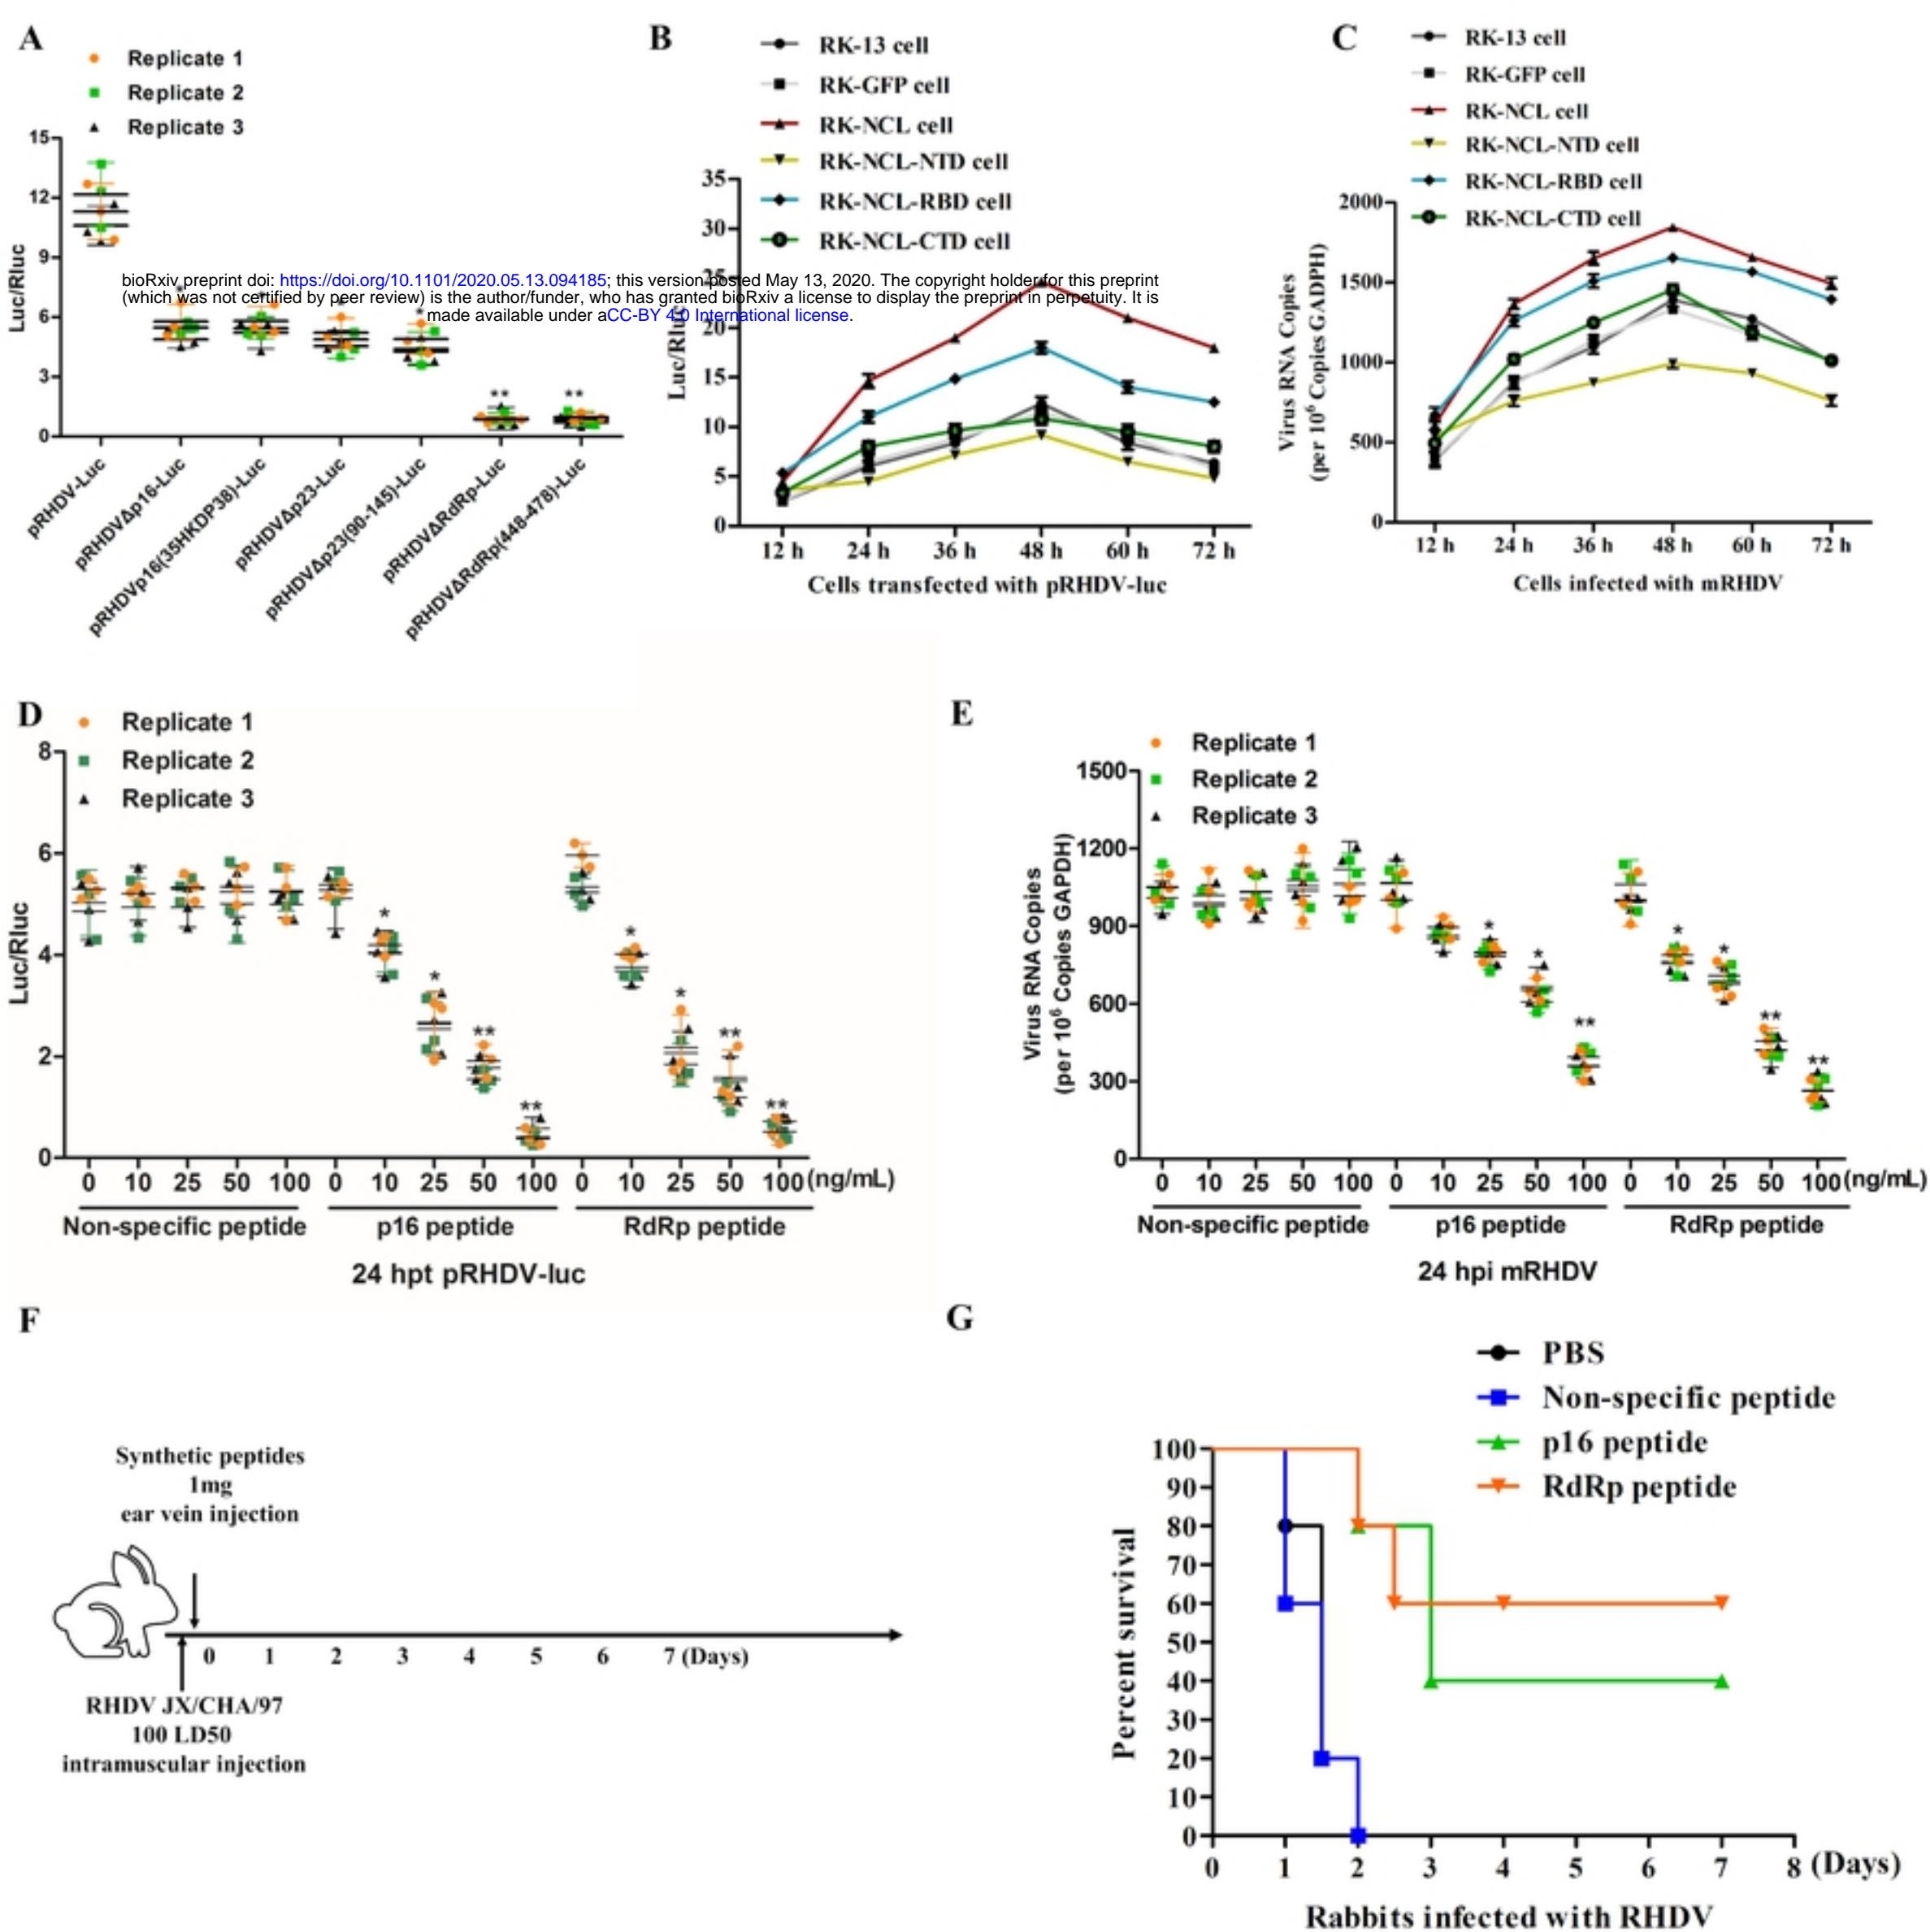 A
Replicate 1
Replicate 2
Replicate 3
15
12
9
6
3
0
Luc/Rluc
* * * * ** **
pRHDV-Luc
pRHDVΔp16-Luc
pRHDVp16(35HKDP38)-Luc
pRHDVΔp23-Luc
pRHDVΔp23(90-145)-Luc
pRHDVΔRdRp-Luc
pRHDVΔRdRp(448-478)-Luc
bioRxiv preprint doi: https://doi.org/10.1101/2020.05.13.094185; this version posted May 13, 2020. The copyright holder for this preprint
(which was not certified by peer review) is the author/funder, who has granted bioRxiv a license to display the preprint in perpetuity. It is
made available under aCC-BY 4.0 International license.
B
RK-13 cell
RK-GFP cell
RK-NCL cell
RK-NCL-NTD cell
RK-NCL-RBD cell
RK-NCL-CTD cell
35
30
25
20
15
10
5
0
Luc/Rluc
12 h 24 h 36 h 48 h 60 h 72 h
Cells transfected with pRHDV-luc
C
RK-13 cell
RK-GFP cell
RK-NCL cell
RK-NCL-NTD cell
RK-NCL-RBD cell
RK-NCL-CTD cell
2000
1500
1000
500
0
Virus RNA Copies
(per 10⁶ Copies GADPH)
12 h 24 h 36 h 48 h 60 h 72 h
Cells infected with mRHDV
D
Replicate 1
Replicate 2
Replicate 3
8
6
4
2
0
Luc/Rluc
* * ** ** * * ** **
0 10 25 50 100 0 10 25 50 100 0 10 25 50 100 (ng/mL)
Non-specific peptide p16 peptide RdRp peptide
24 hpt pRHDV-luc
E
Replicate 1
Replicate 2
Replicate 3
1500
1200
900
600
300
0
Virus RNA Copies
(per 10⁶ Copies GAPDH)
* * ** * * ** **
0 10 25 50 100 0 10 25 50 100 0 10 25 50 100 (ng/mL)
Non-specific peptide p16 peptide RdRp peptide
24 hpi mRHDV
F
Synthetic peptides
1mg
ear vein injection
0 1 2 3 4 5 6 7 (Days)
RHDV JX/CHA/97
100 LD50
intramuscular injection
G
PBS
Non-specific peptide
p16 peptide
RdRp peptide
100
90
80
70
60
50
40
30
20
10
0
Percent survival
0 1 2 3 4 5 6 7 8 (Days)
Rabbits infected with RHDV